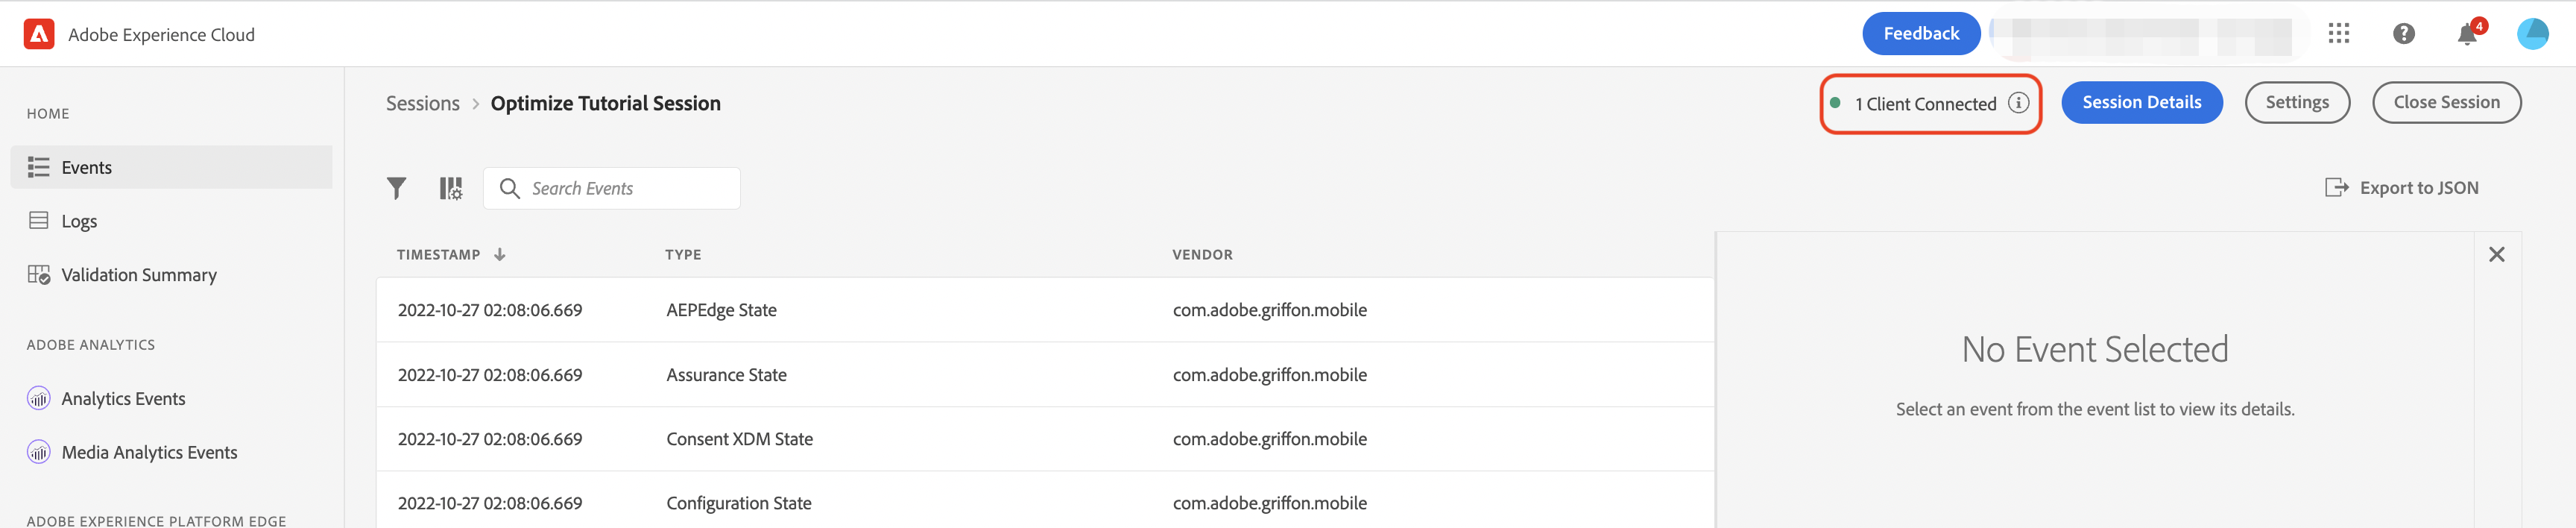 Adobe Experience Cloud
Feedback
4
HOME
Events
Logs
Validation Summary
ADOBE ANALYTICS
Analytics Events
Media Analytics Events
ADOBE EXPERIENCE PLATFORM EDGE
Sessions > Optimize Tutorial Session
1 Client Connected
Session Details
Settings
Close Session
Search Events
Export to JSON
TIMESTAMP TYPE VENDOR
2022-10-27 02:08:06.669 AEPEdge State com.adobe.griffon.mobile
2022-10-27 02:08:06.669 Assurance State com.adobe.griffon.mobile
2022-10-27 02:08:06.669 Consent XDM State com.adobe.griffon.mobile
2022-10-27 02:08:06.669 Configuration State com.adobe.griffon.mobile
No Event Selected
Select an event from the event list to view its details.